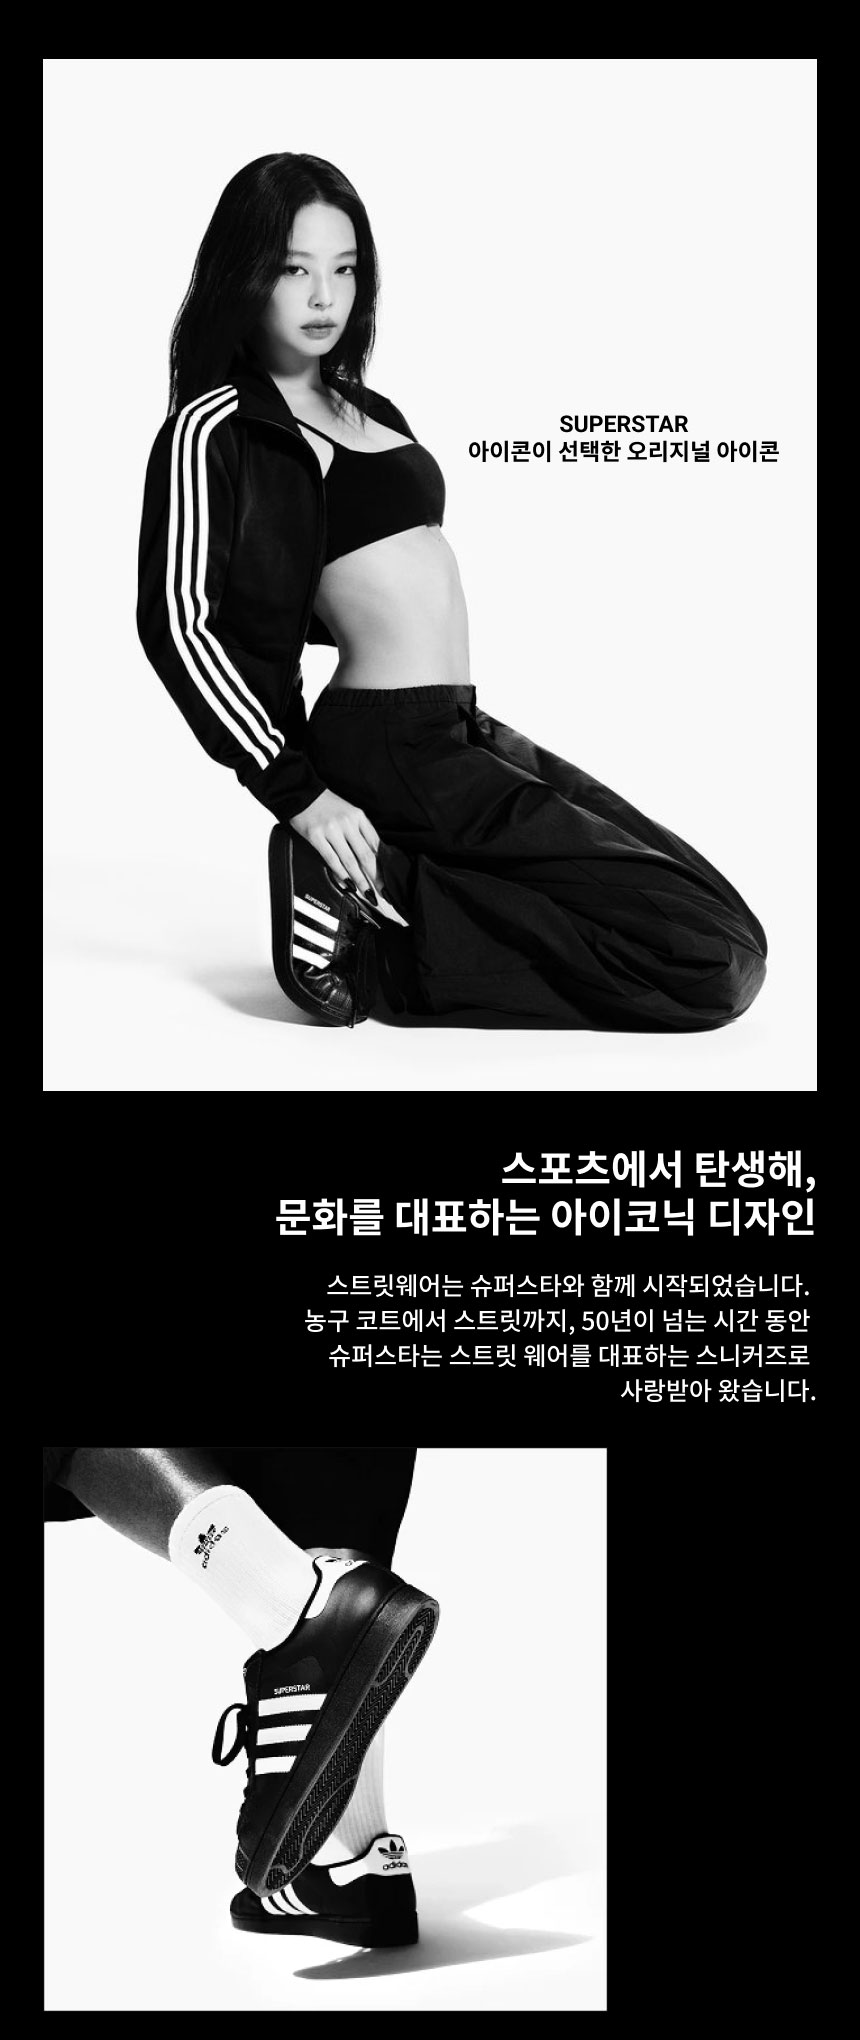 SUPERSTAR
아이콘이 선택한 오리지널 아이콘
SUPERSTAR
스포츠에서 탄생해,
문화를 대표하는 아이코닉 디자인
스트릿웨어는 슈퍼스타와 함께 시작되었습니다.
농구 코트에서 스트릿까지, 50년이 넘는 시간 동안
슈퍼스타는 스트릿 웨어를 대표하는 스니커즈로
사랑받아 왔습니다.
adidas
SUPERSTAR
adidas